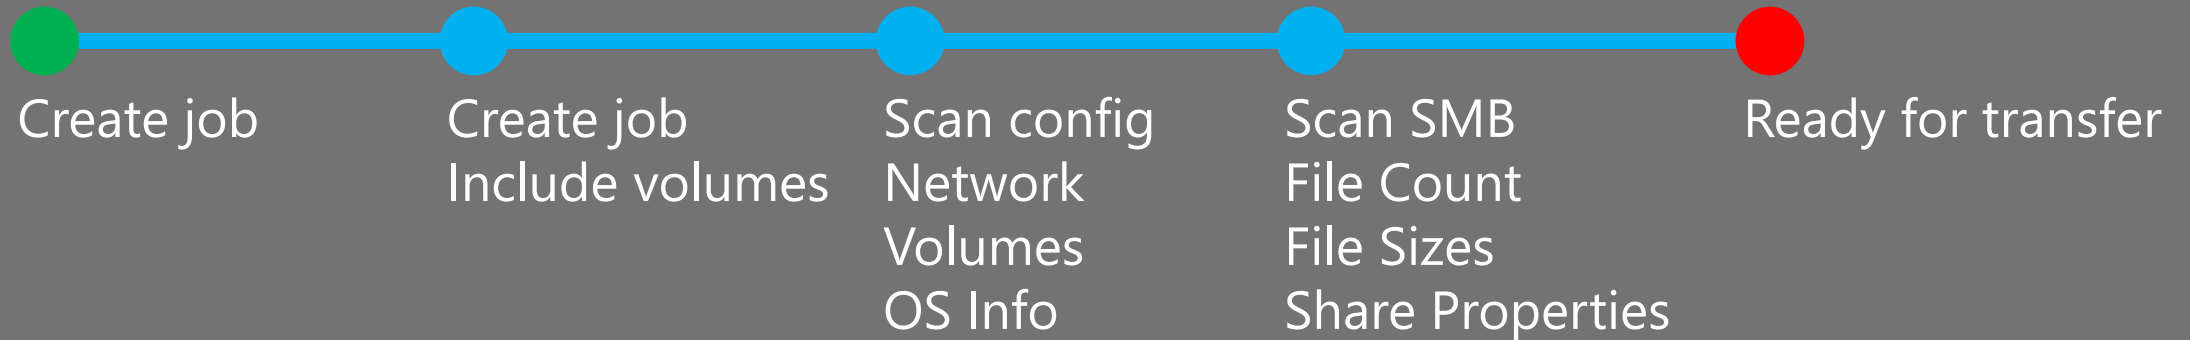 Create job
Create job
Include volumes
Scan config
Network
Volumes
OS Info
Scan SMB
File Count
File Sizes
Share Properties
Ready for transfer